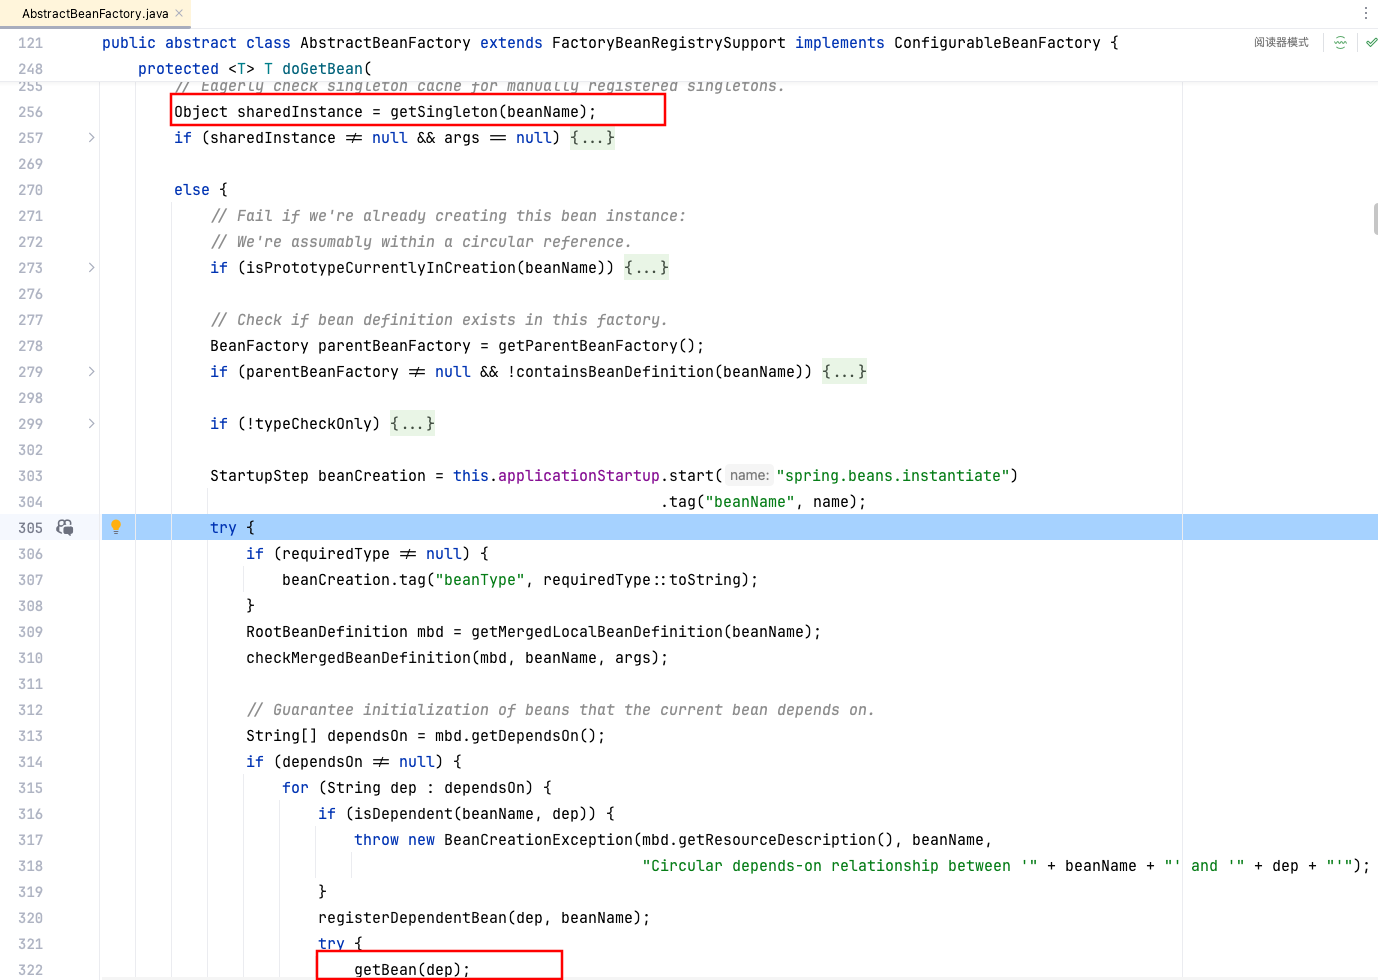 AbstractBeanFactory.java
121 public abstract class AbstractBeanFactory extends FactoryBeanRegistrySupport implements ConfigurableBeanFactory { 阅读器模式
248 protected <T> T doGetBean(
255 // Eagerly check singleton cache for manually registered singletons.
256 Object sharedInstance = getSingleton(beanName);
257 if (sharedInstance != null && args == null) {...}
269
270 else {
271 // Fail if we're already creating this bean instance:
272 // We're assumably within a circular reference.
273 if (isPrototypeCurrentlyInCreation(beanName)) {...}
276
277 // Check if bean definition exists in this factory.
278 BeanFactory parentBeanFactory = getParentBeanFactory();
279 if (parentBeanFactory != null && !containsBeanDefinition(beanName)) {...}
298
299 if (!typeCheckOnly) {...}
302
303 StartupStep beanCreation = this.applicationStartup.start( name: "spring.beans.instantiate")
304 .tag("beanName", name);
305 try {
306 if (requiredType != null) {
307 beanCreation.tag("beanType", requiredType::toString);
308 }
309 RootBeanDefinition mbd = getMergedLocalBeanDefinition(beanName);
310 checkMergedBeanDefinition(mbd, beanName, args);
311
312 // Guarantee initialization of beans that the current bean depends on.
313 String[] dependsOn = mbd.getDependsOn();
314 if (dependsOn != null) {
315 for (String dep : dependsOn) {
316 if (isDependent(beanName, dep)) {
317 throw new BeanCreationException(mbd.getResourceDescription(), beanName,
318 "Circular depends-on relationship between '" + beanName + "' and '" + dep + "'");
319 }
320 registerDependentBean(dep, beanName);
321 try {
322 getBean(dep);